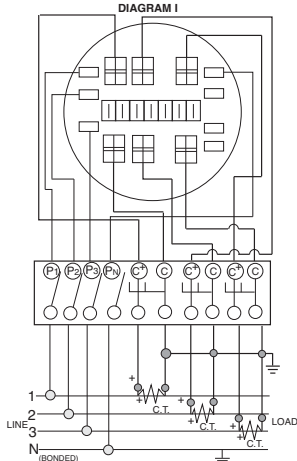 DIAGRAM I
P1 P2 P3 PN C+ C C+ C C+ C
1
+ C.T.
2
LINE + C.T. LOAD
3
+ C.T.
N
(BONDED)